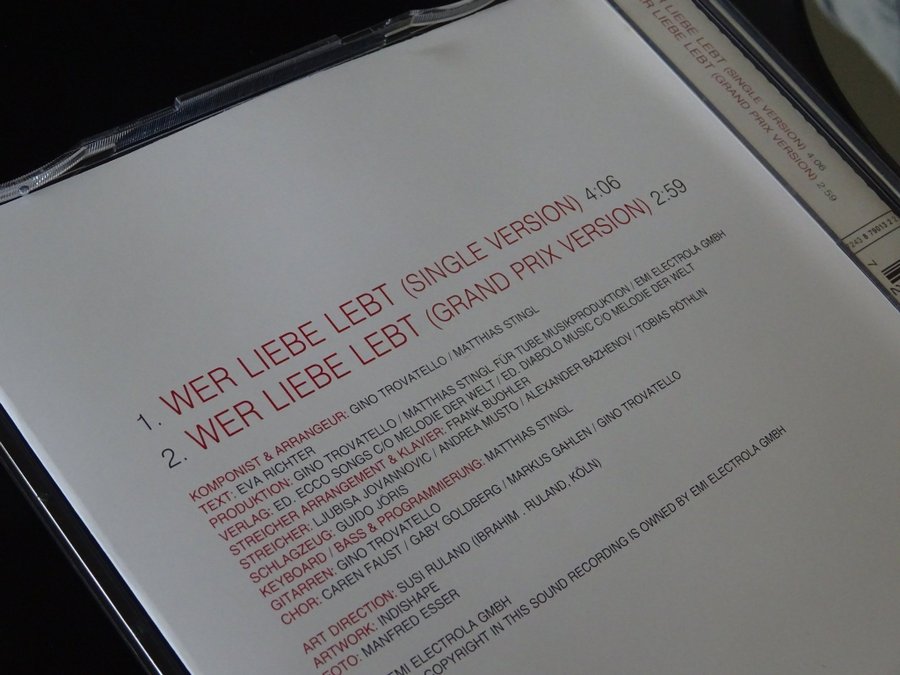 1. WER LIEBE LEBT (SINGLE VERSION) 4:06
2. WER LIEBE LEBT (GRAND PRIX VERSION) 2:59
KOMPONIST & ARRANGEUR: GINO TROVATELLO / MATTHIAS STINGL
TEXT: EVA RICHTER
PRODUKTION: GINO TROVATELLO / MATTHIAS STINGL FÜR TUBE MUSIKPRODUKTION / EMI ELECTROLA GMBH
VERLAG: ED. ECCO SONGS C/O MELODIE DER WELT / ED. DIABOLO MUSIC C/O MELODIE DER WELT
STREICHER ARRANGEMENT & KLAVIER: FRANK BUOHLER
STREICHER: LJUBISA JOVANNOVIC / ANDREA MUSTO / ALEXANDER BAZHENOV / TOBIAS RÖTHLIN
SCHLAGZEUG: GUIDO JÖRIS
KEYBOARD / BASS & PROGRAMMIERUNG: MATTHIAS STINGL
GITARREN: GINO TROVATELLO
CHOR: CAREN FAUST / GABY GOLDBERG / MARKUS GAHLEN / GINO TROVATELLO
ART DIRECTION: SUSI RULAND (IBRAHIM . RULAND, KÖLN)
ARTWORK: INDISHAPE
FOTO: MANFRED ESSER
EMI ELECTROLA GMBH
COPYRIGHT IN THIS SOUND RECORDING IS OWNED BY EMI ELECTROLA GMBH
LIEBE LEBT (SINGLE VERSION) 4:06
ER LIEBE LEBT (GRAND PRIX VERSION) 2:59
7